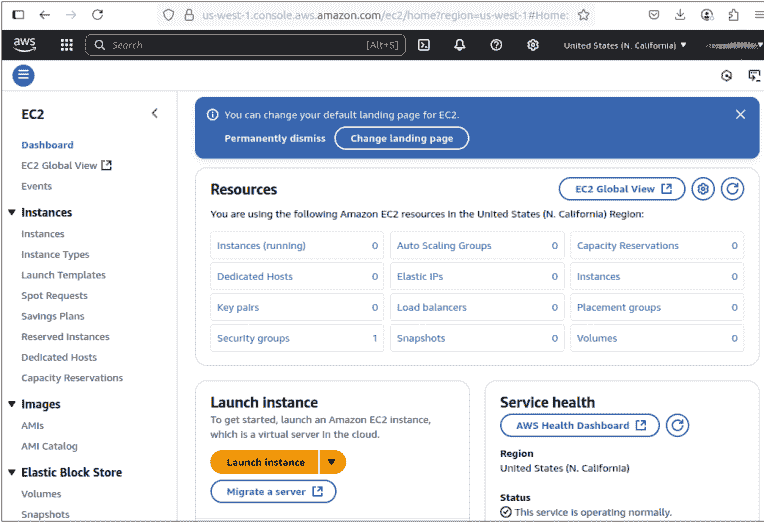 us-west-1.console.aws.amazon.com/ec2/home?region=us-west-1#Home:
aws
Search
[Alt+S]
United States (N. California)
EC2
Dashboard
EC2 Global View
Events
Instances
Instances
Instance Types
Launch Templates
Spot Requests
Savings Plans
Reserved Instances
Dedicated Hosts
Capacity Reservations
Images
AMIs
AMI Catalog
Elastic Block Store
Volumes
Snapshots
You can change your default landing page for EC2.
Permanently dismiss Change landing page
Resources
EC2 Global View
You are using the following Amazon EC2 resources in the United States (N. California) Region:
Instances (running) 0 Auto Scaling Groups 0 Capacity Reservations 0
Dedicated Hosts 0 Elastic IPs 0 Instances 0
Key pairs 0 Load balancers 0 Placement groups 0
Security groups 1 Snapshots 0 Volumes 0
Launch instance
To get started, launch an Amazon EC2 instance,
which is a virtual server in the cloud.
Launch instance
Migrate a server
Service health
AWS Health Dashboard
Region
United States (N. California)
Status
This service is operating normally.